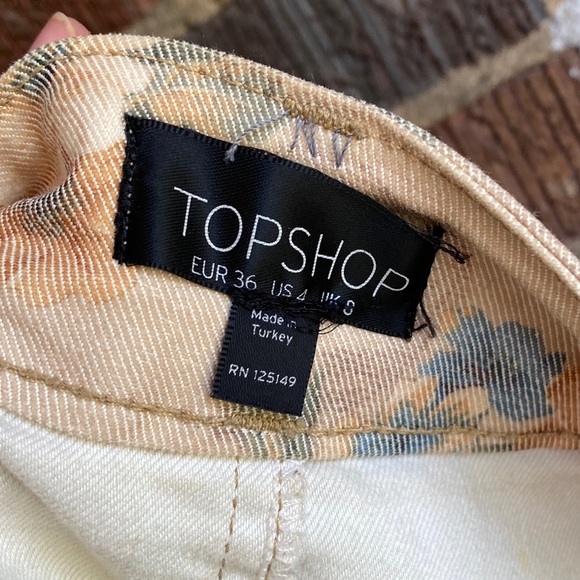 TOPSHOP
EUR 36 US 4 UK 8
Made in
Turkey
RN 125149